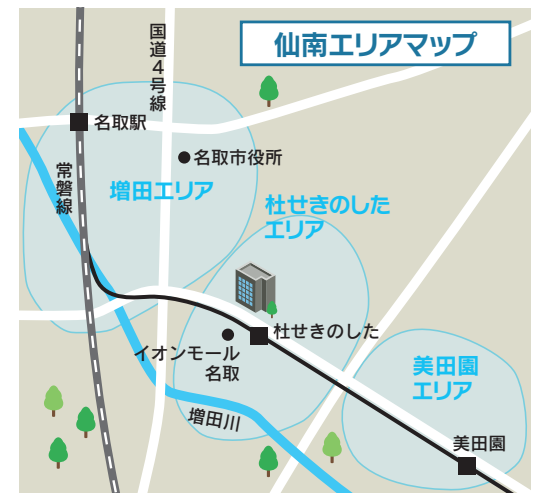 仙南エリアマップ
国道4号線
名取駅
名取市役所
常磐線
増田エリア
杜せきのした
エリア
杜せきのした
イオンモール
名取
美田園
エリア
増田川
美田園